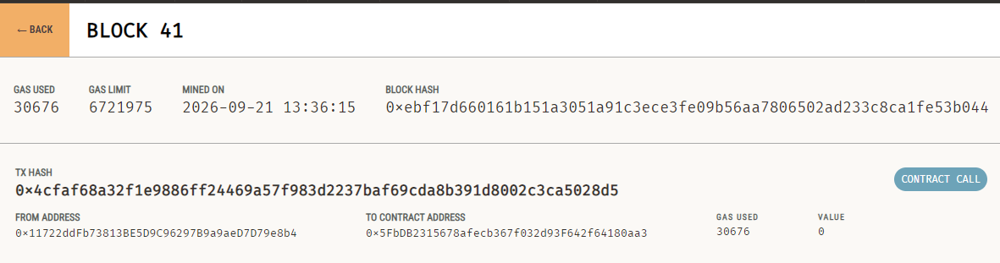 ← BACK
BLOCK 41
GAS USED GAS LIMIT MINED ON BLOCK HASH
30676 6721975 2026-09-21 13:36:15 0×ebf17d660161b151a3051a91c3ece3fe09b56aa7806502ad233c8ca1fe53b044
TX HASH
0×4cfaf68a32f1e9886ff24469a57f983d2237baf69cda8b391d8002c3ca5028d5
CONTRACT CALL
FROM ADDRESS TO CONTRACT ADDRESS GAS USED VALUE
0×11722ddFb73813BE5D9C96297B9a9aeD7D79e8b4 0×5FbDB2315678afecb367f032d93F642f64180aa3 30676 0